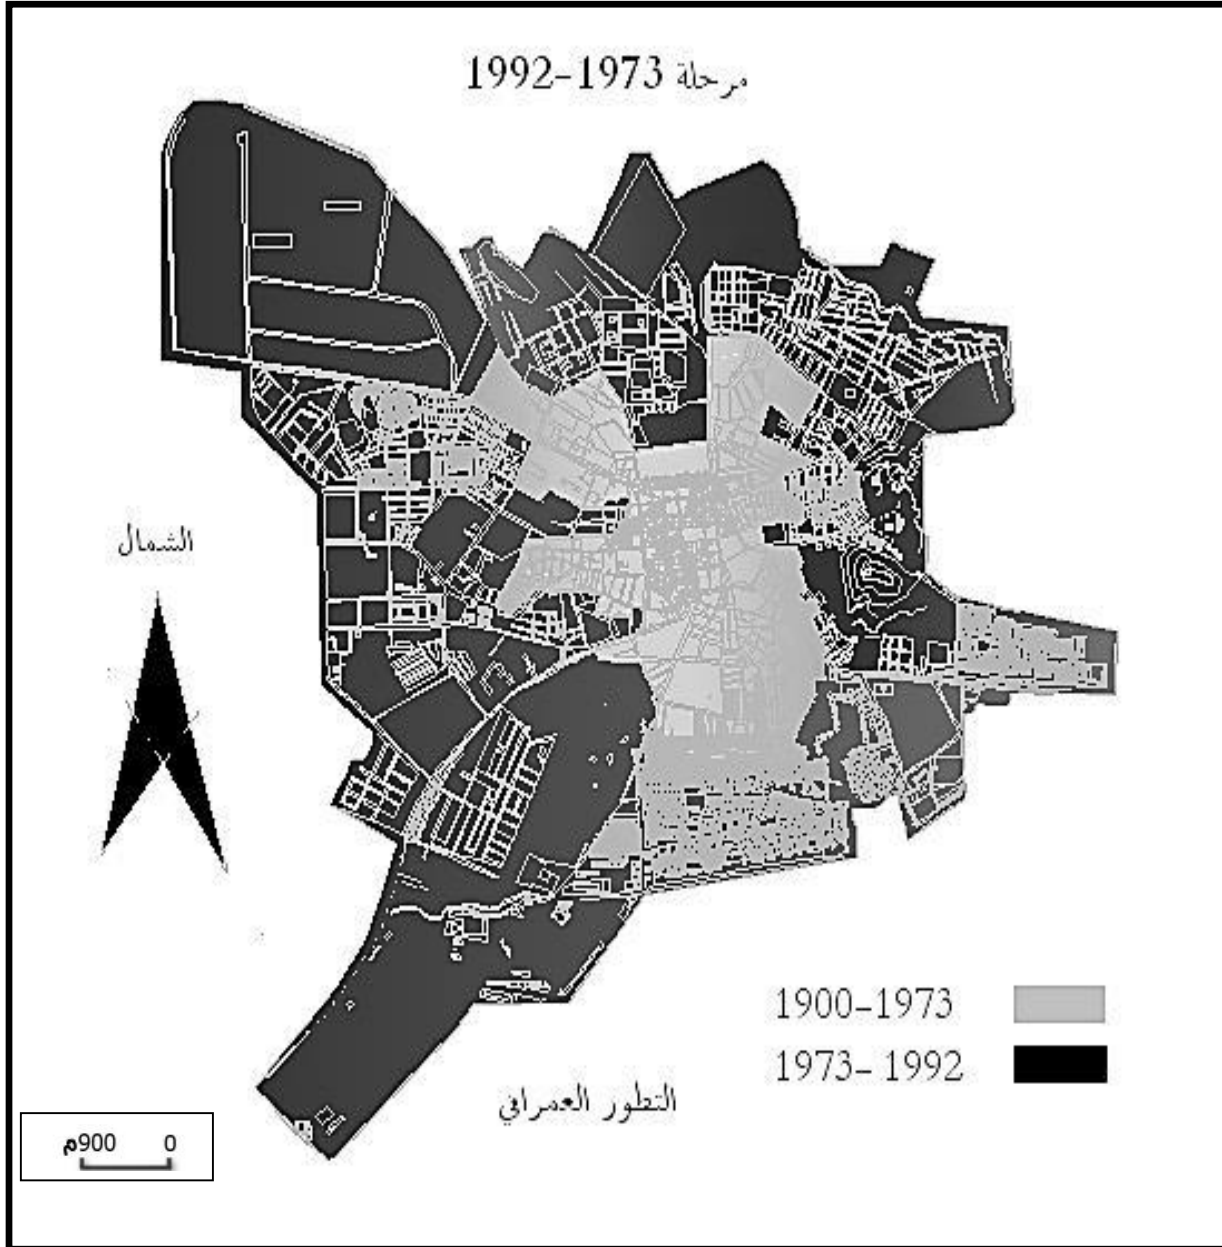 مرحلة 1973-1992
الشمال
1900-1973
1973- 1992
التطور العمراني
0 900م